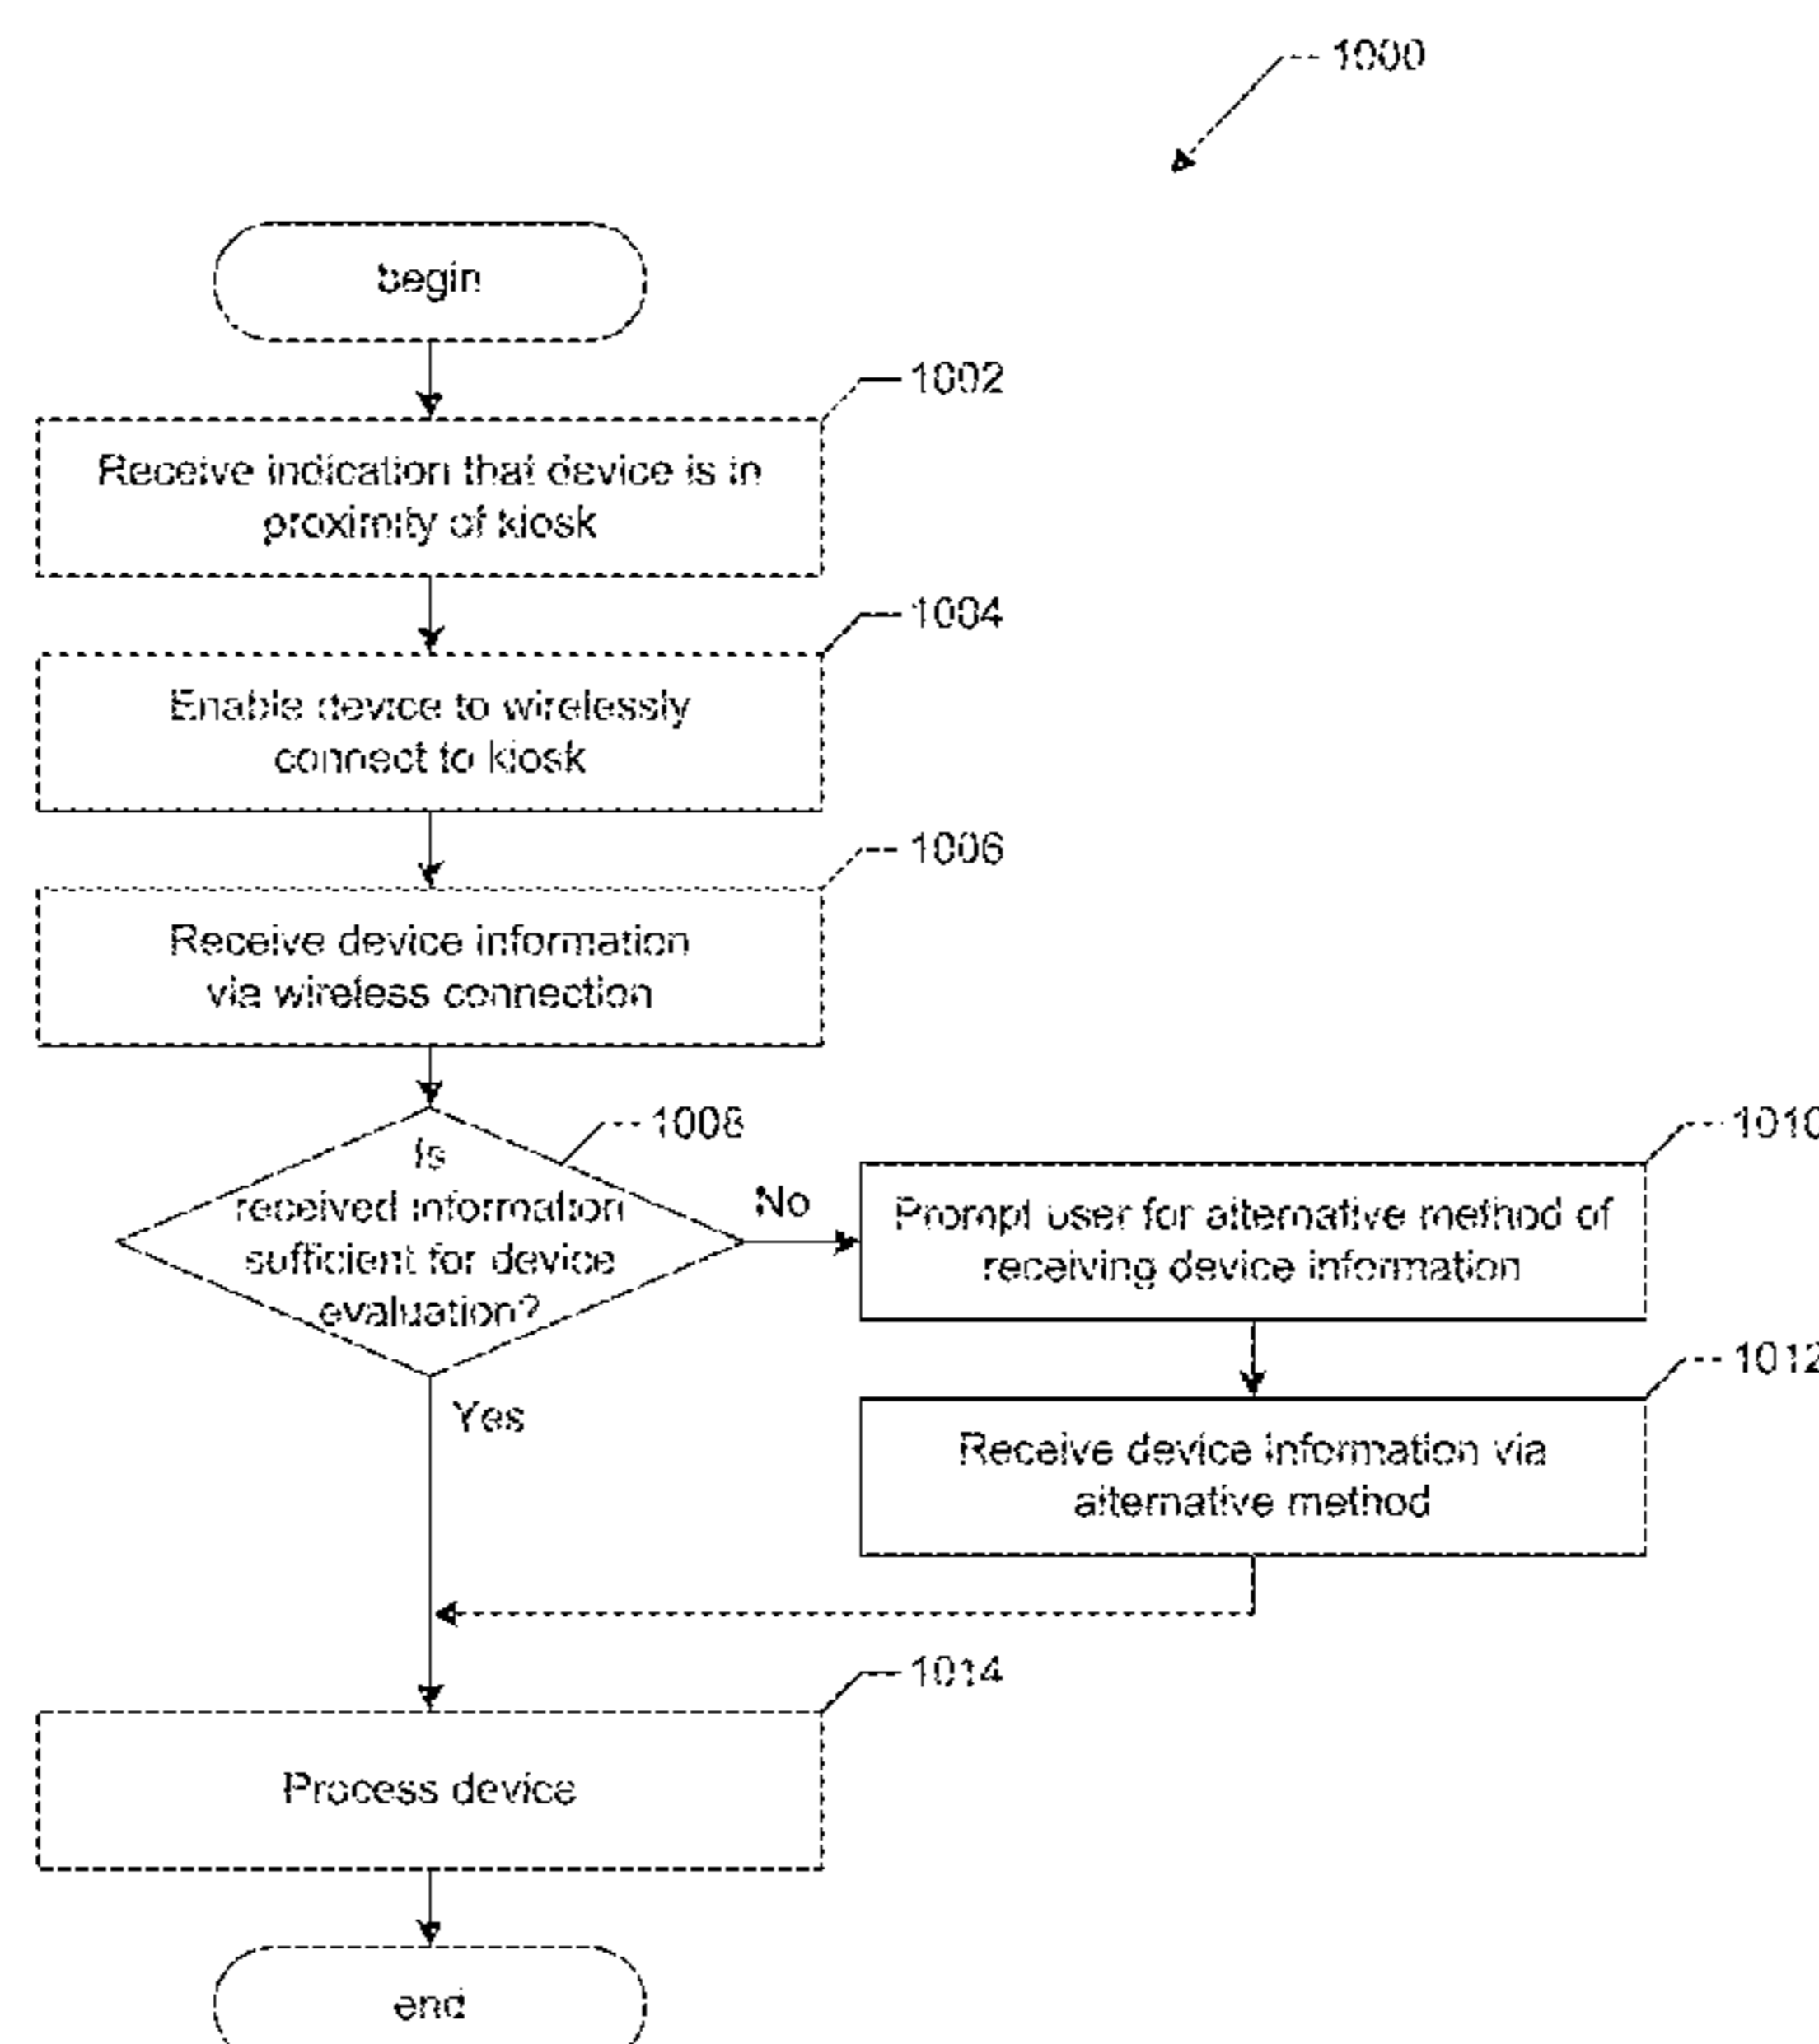 1000
begin
1002
Receive indication that device is in
proximity of kiosk
1004
Enable device to wirelessly
connect to kiosk
1006
Receive device information
via wireless connection
1008
Is
received information
sufficient for device
evaluation?
No
Yes
1010
Prompt user for alternative method of
receiving device information
1012
Receive device information via
alternative method
1014
Process device
end